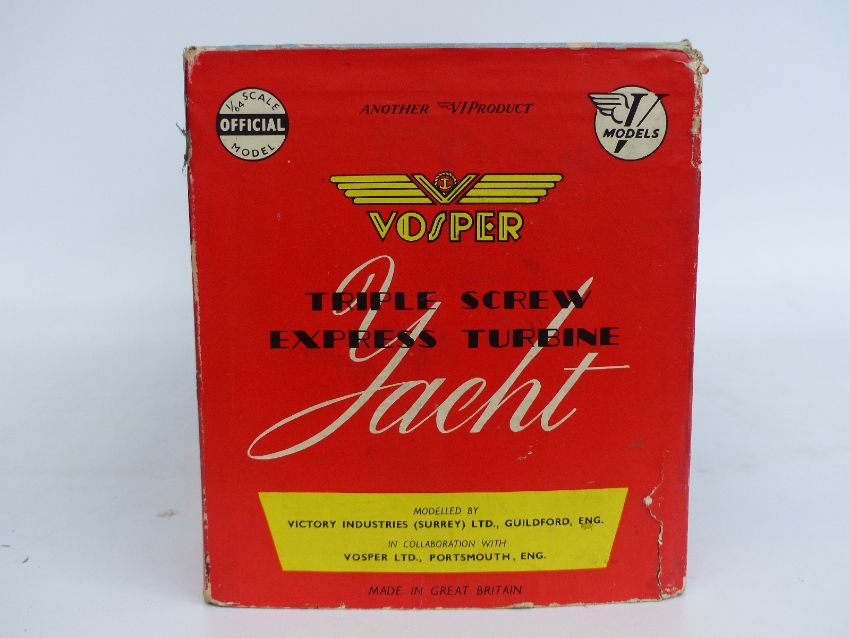 1/64 SCALE
OFFICIAL
MODEL
ANOTHER VI PRODUCT
V
MODELS
VOSPER
TRIPLE SCREW
EXPRESS TURBINE
Yacht
MODELLED BY
VICTORY INDUSTRIES (SURREY) LTD., GUILDFORD, ENG.
IN COLLABORATION WITH
VOSPER LTD., PORTSMOUTH, ENG.
MADE IN GREAT BRITAIN